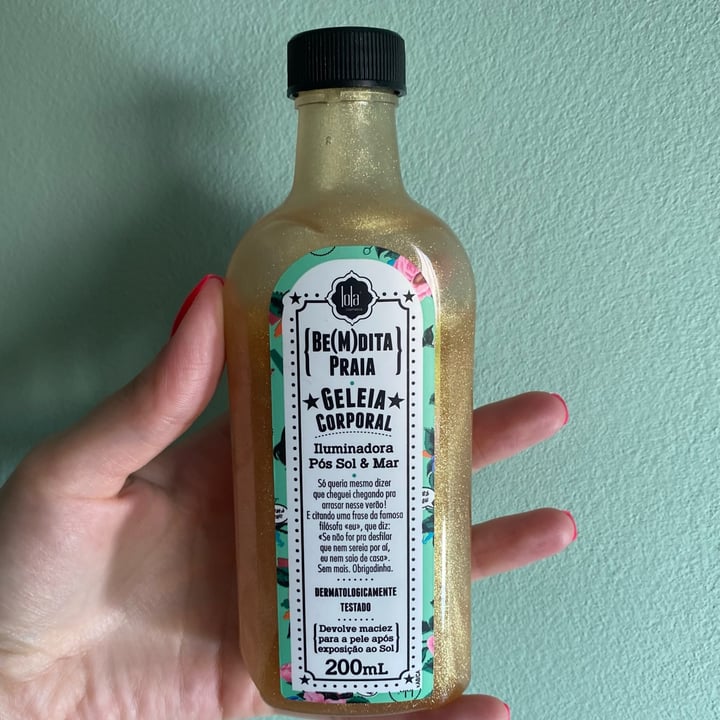 lola
cosmetics
{BE(M)DITA
PRAIA}
★GELEIA★
CORPORAL
Iluminadora
Pós Sol & Mar
Só queria mesmo dizer
que cheguei chegando pra
arrasar nesse verão!
E citando uma frase da famosa
filósofa «eu», que diz:
«Se não for pra desfilar
que nem sereia por aí,
eu nem saio de casa».
Sem mais. Obrigadinha.
DERMATOLOGICAMENTE
TESTADO
{Devolve maciez
para a pele após
exposição ao Sol}
200mL